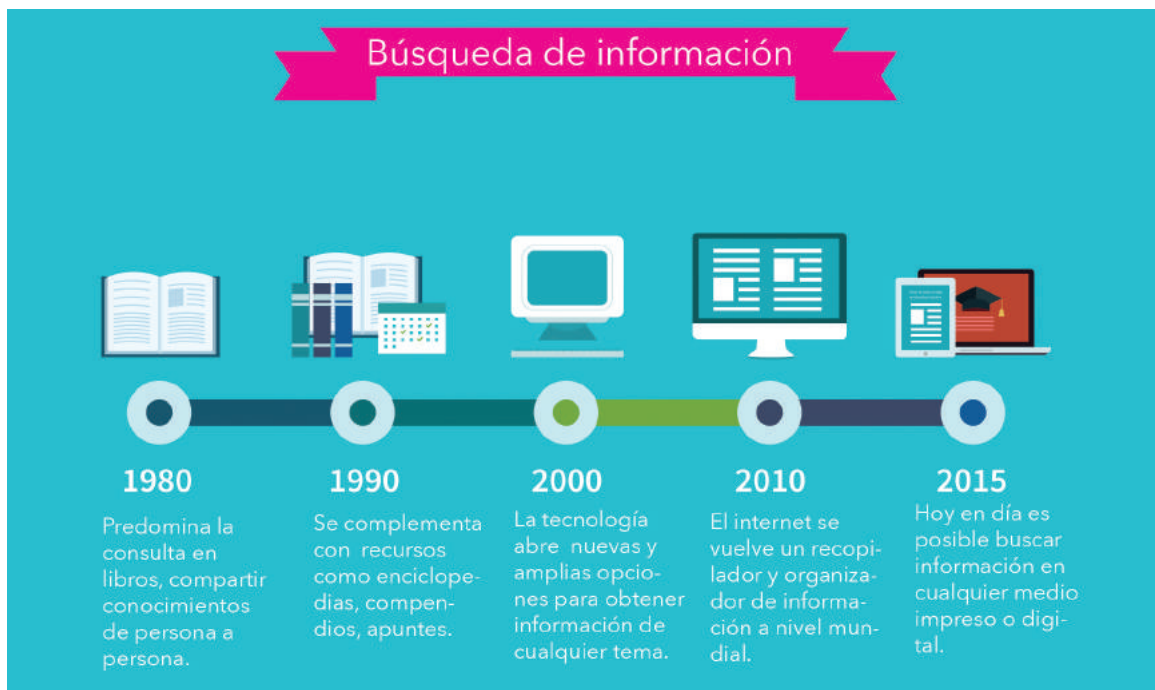 Búsqueda de información
1980
Predomina la
consulta en
libros, compartir
conocimientos
de persona a
persona.
1990
Se complementa
con recursos
como enciclope-
dias, compen-
dios, apuntes.
2000
La tecnología
abre nuevas y
amplias opcio-
nes para obtener
información de
cualquier tema.
2010
El internet se
vuelve un recopi-
lador y organiza-
dor de informa-
ción a nivel mun-
dial.
2015
Hoy en día es
posible buscar
información en
cualquier medio
impreso o digi-
tal.